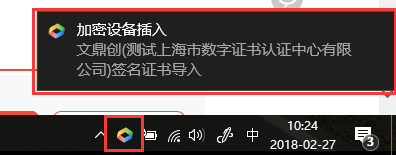 加密设备插入
文鼎创(测试上海市数字证书认证中心有限
公司)签名证书导入
中
10:24
2018-02-27
3